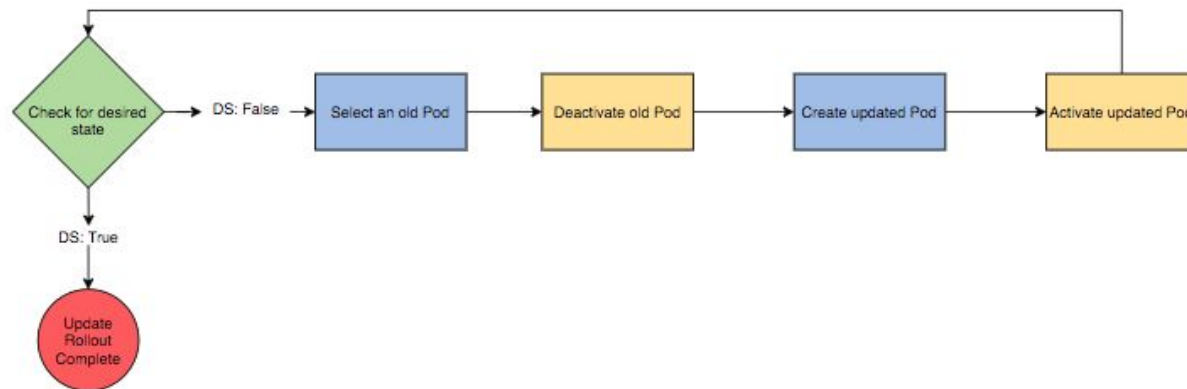 Check for desired
state
DS: False
Select an old Pod
Deactivate old Pod
Create updated Pod
Activate updated Pod
DS: True
Update
Rollout
Complete